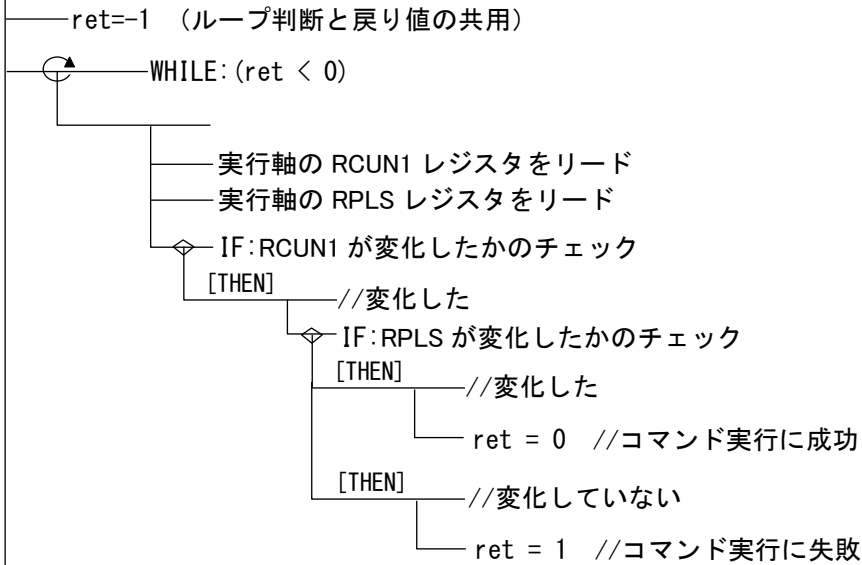 ret=-1 （ループ判断と戻り値の共用）
WHILE:(ret < 0)
実行軸の RCUN1 レジスタをリード
実行軸の RPLS レジスタをリード
IF:RCUN1 が変化したかのチェック
[THEN]
//変化した
IF:RPLS が変化したかのチェック
[THEN]
//変化した
ret = 0 //コマンド実行に成功
[THEN]
//変化していない
ret = 1 //コマンド実行に失敗